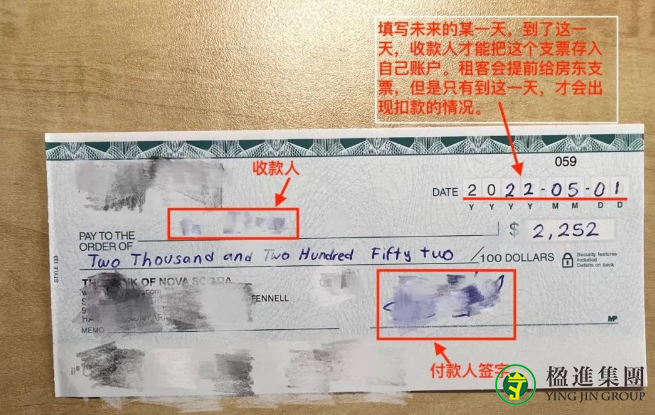 填写未来的某一天，到了这一
天，收款人才能把这个支票存入
自己账户。租客会提前给房东支
票，但是只有到这一天，才会出
现扣款的情况。
059
收款人
DATE 2022-05-01
Y Y Y Y M M D D
PAY TO THE
ORDER OF
$ 2,252
Two Thousand and Two Hundred Fifty two /100 DOLLARS
Security features
Included.
Details on back.
STYLE 133
THE BANK OF NOVA SCOTIA
ENNELL
MEMO
MP
付款人签字
楹進集團
YING JIN GROUP